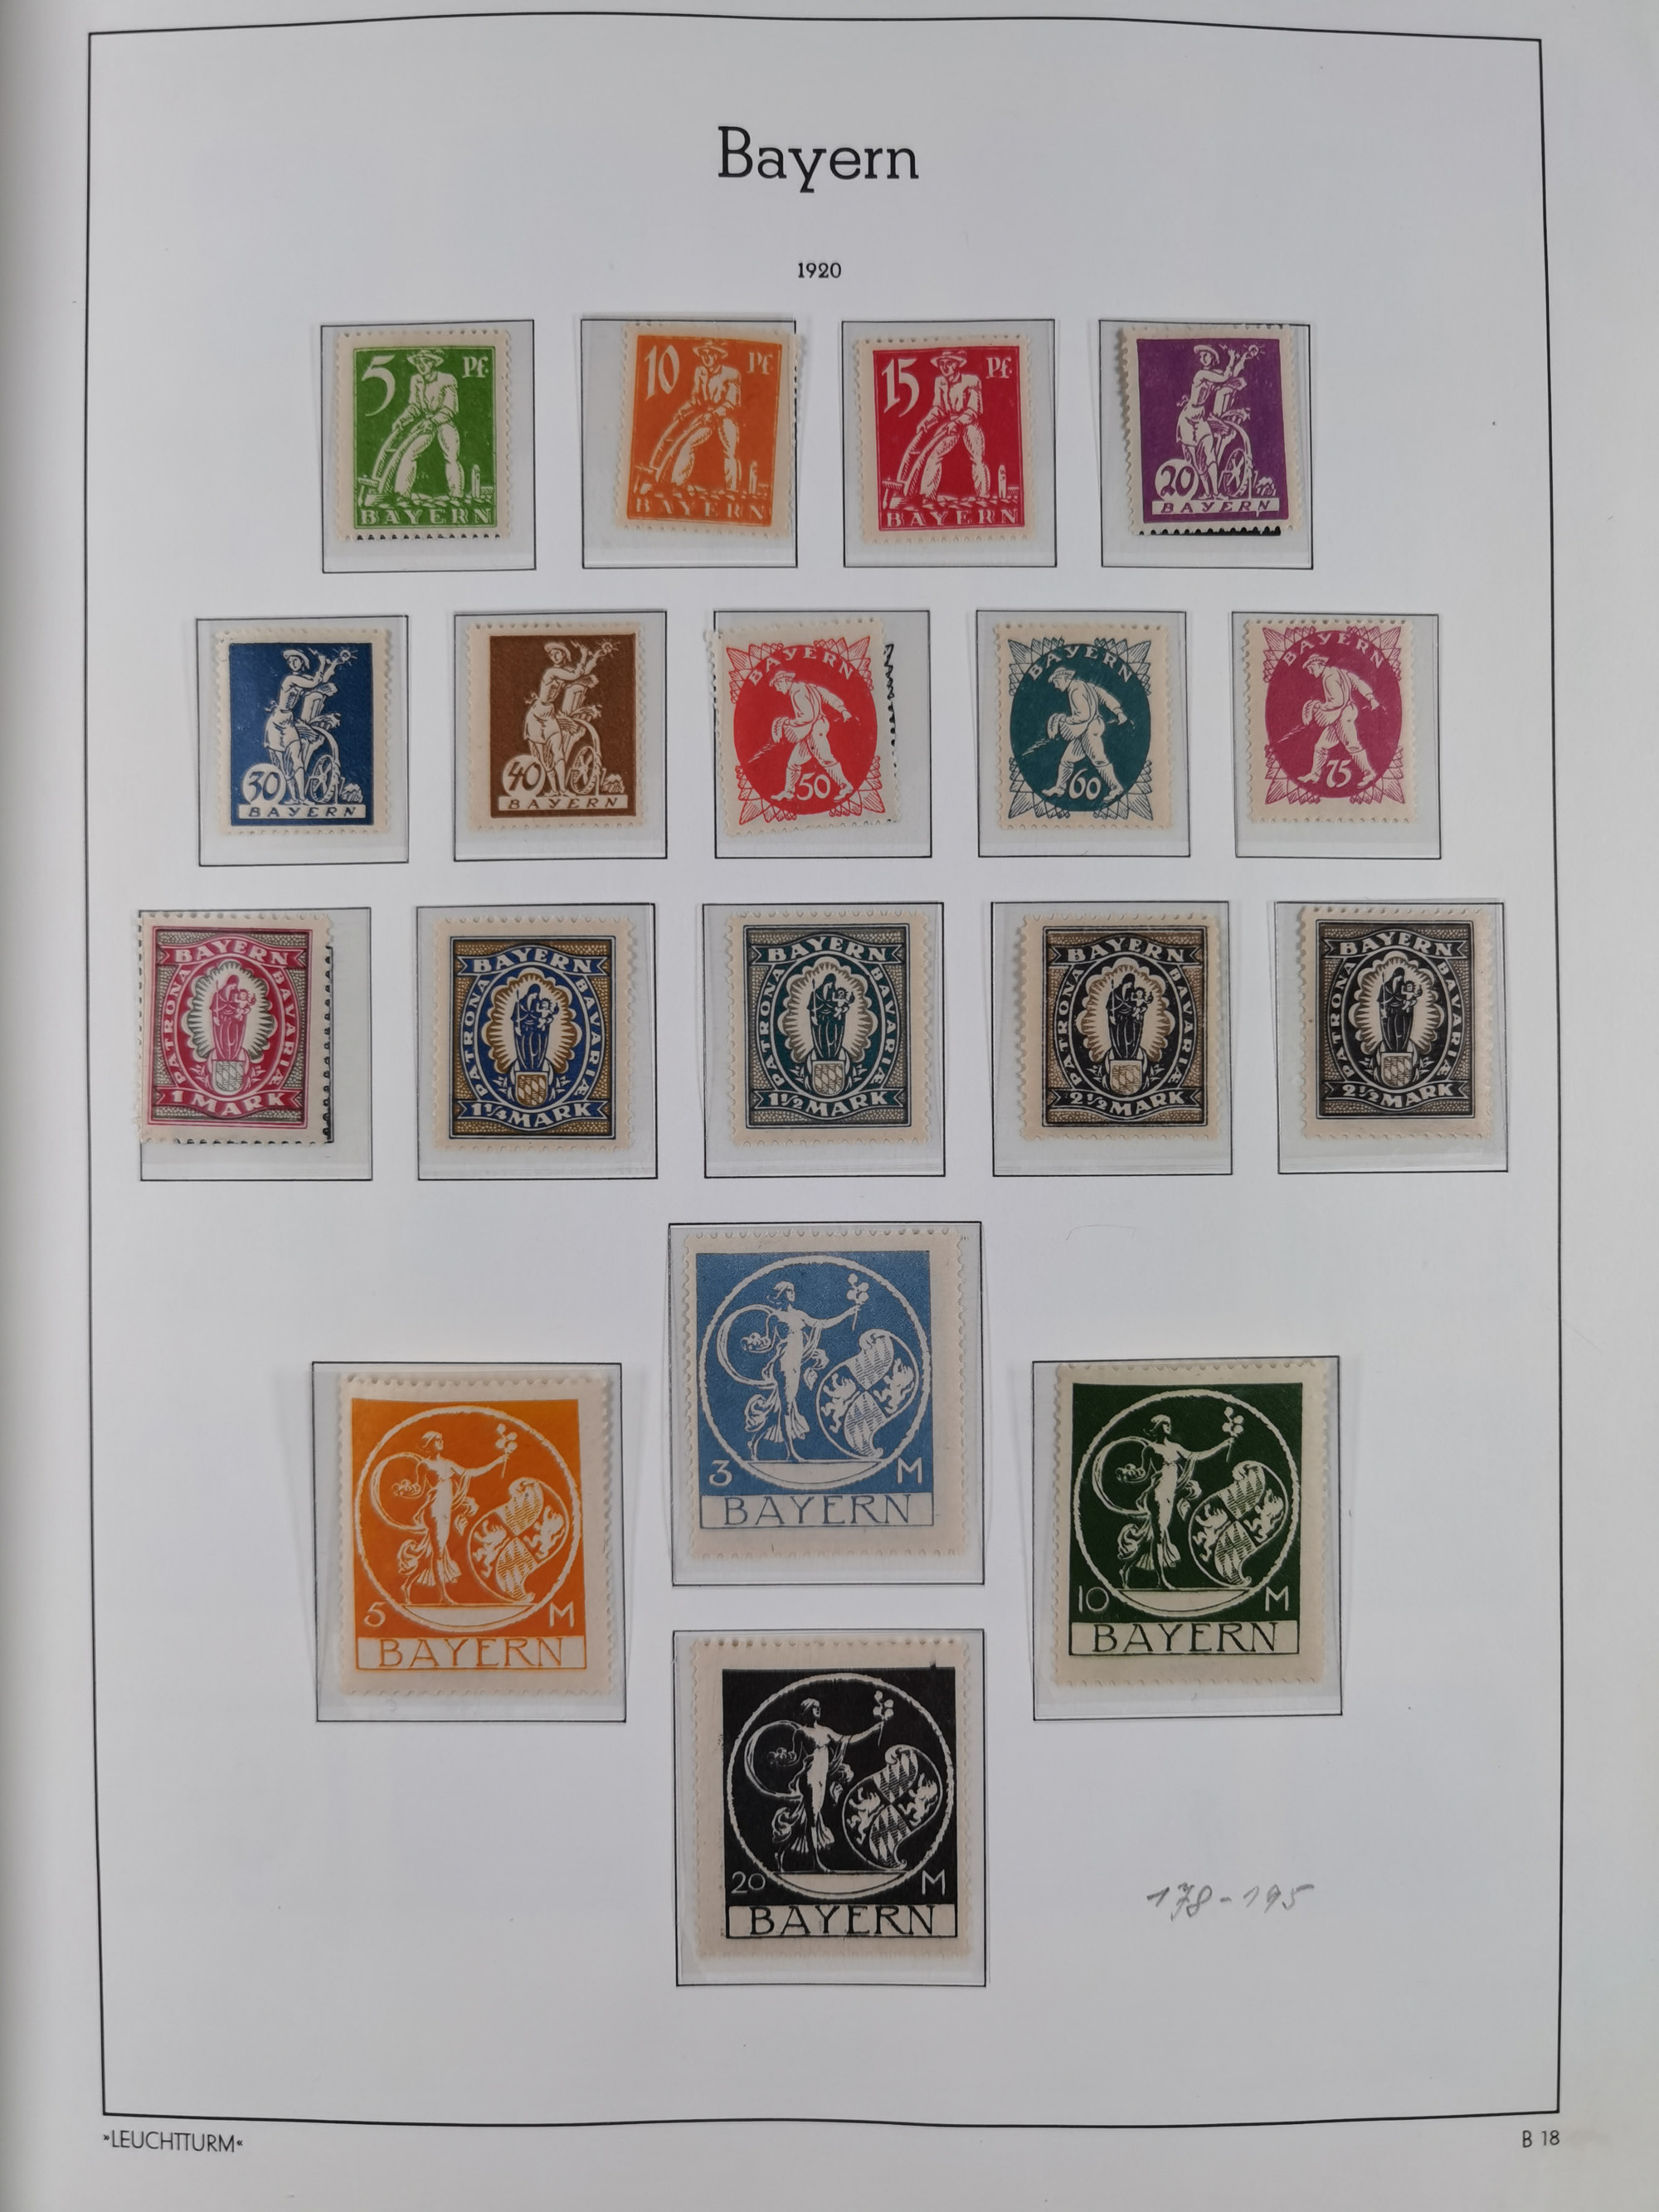 Bayern
1920
5 Pf.
BAYERN
10 Pf.
BAYERN
15 Pf.
BAYERN
20
BAYERN
30
BAYERN
40
BAYERN
BAYERN
50
BAYERN
60
BAYERN
75
BAYERN
PATRONA BAVARIÆ
1 MARK
BAYERN
PATRONA BAVARIÆ
1¼ MARK
BAYERN
PATRONA BAVARIÆ
1½ MARK
BAYERN
PATRONA BAVARIÆ
2½ MARK
BAYERN
PATRONA BAVARIÆ
2½ MARK
3 M
BAYERN
5 M
BAYERN
10 M
BAYERN
20 M
BAYERN
178-195
»LEUCHTTURM«
B 18